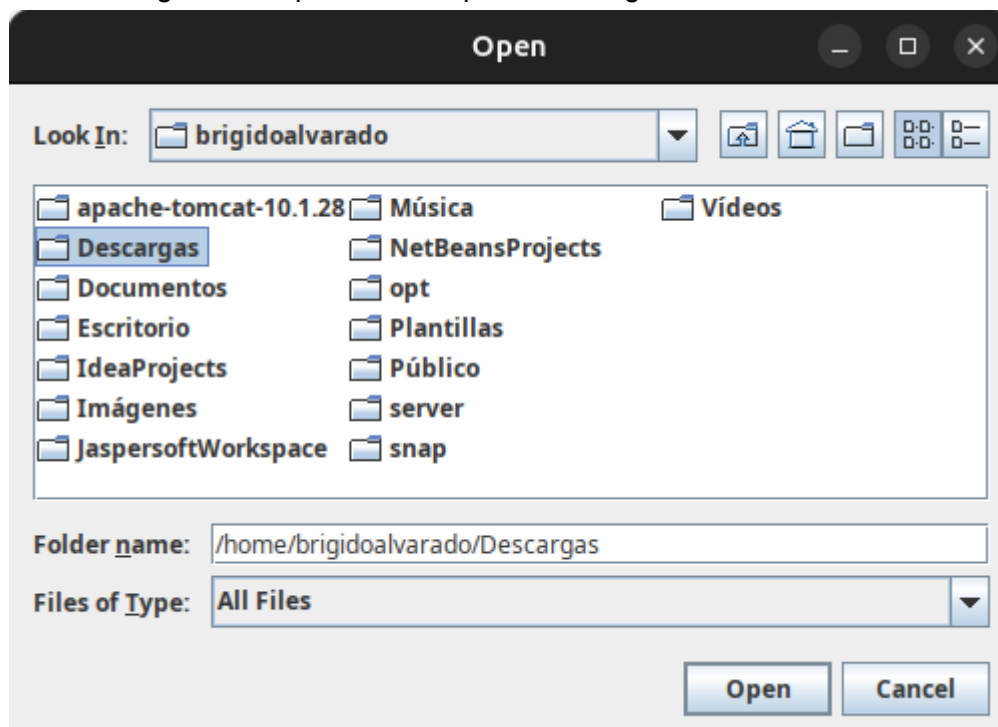 Open
Look In: brigidoalvarado
apache-tomcat-10.1.28 Música Vídeos
Descargas NetBeansProjects
Documentos opt
Escritorio Plantillas
IdeaProjects Público
Imágenes server
JaspersoftWorkspace snap
Folder name: /home/brigidoalvarado/Descargas
Files of Type: All Files
Open Cancel